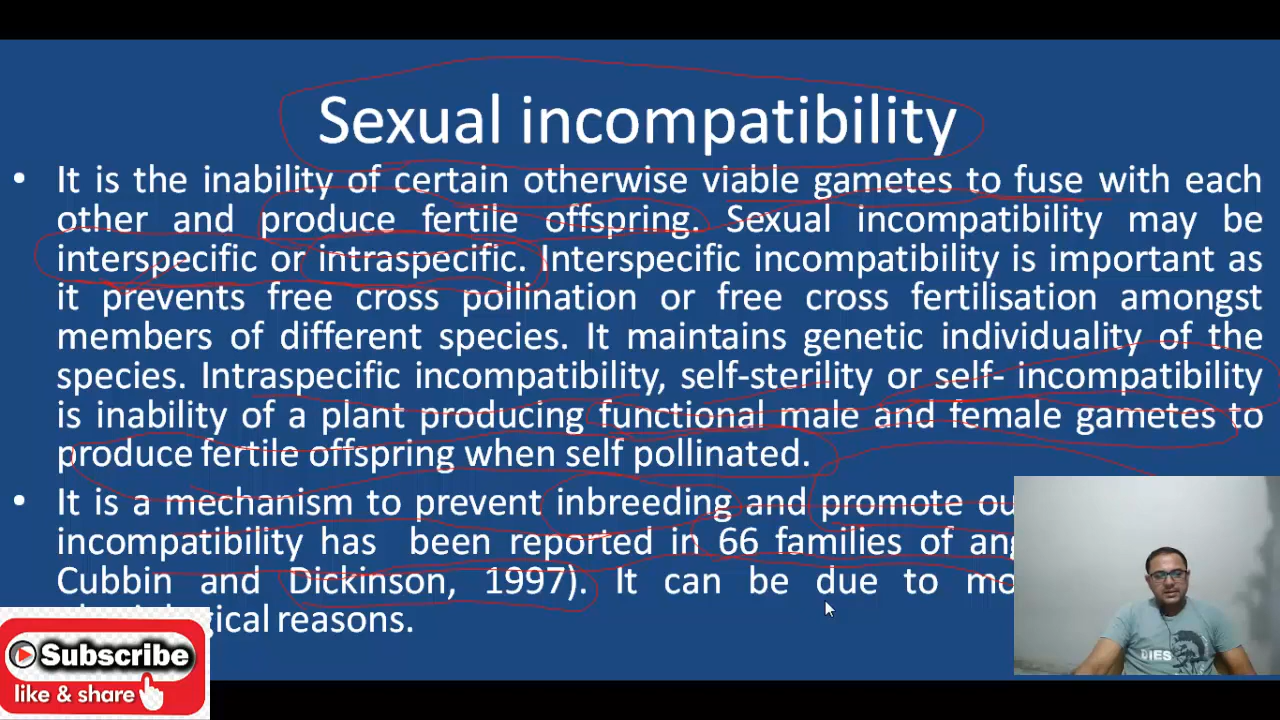 Sexual incompatibility
• It is the inability of certain otherwise viable gametes to fuse with each
other and produce fertile offspring. Sexual incompatibility may be
interspecific or intraspecific. Interspecific incompatibility is important as
it prevents free cross pollination or free cross fertilisation amongst
members of different species. It maintains genetic individuality of the
species. Intraspecific incompatibility, self-sterility or self- incompatibility
is inability of a plant producing functional male and female gametes to
produce fertile offspring when self pollinated.
• It is a mechanism to prevent inbreeding and promote
incompatibility has been reported in 66 families of
Cubbin and Dickinson, 1997). It can be due to
reasons.
Subscribe
like & share
DIES